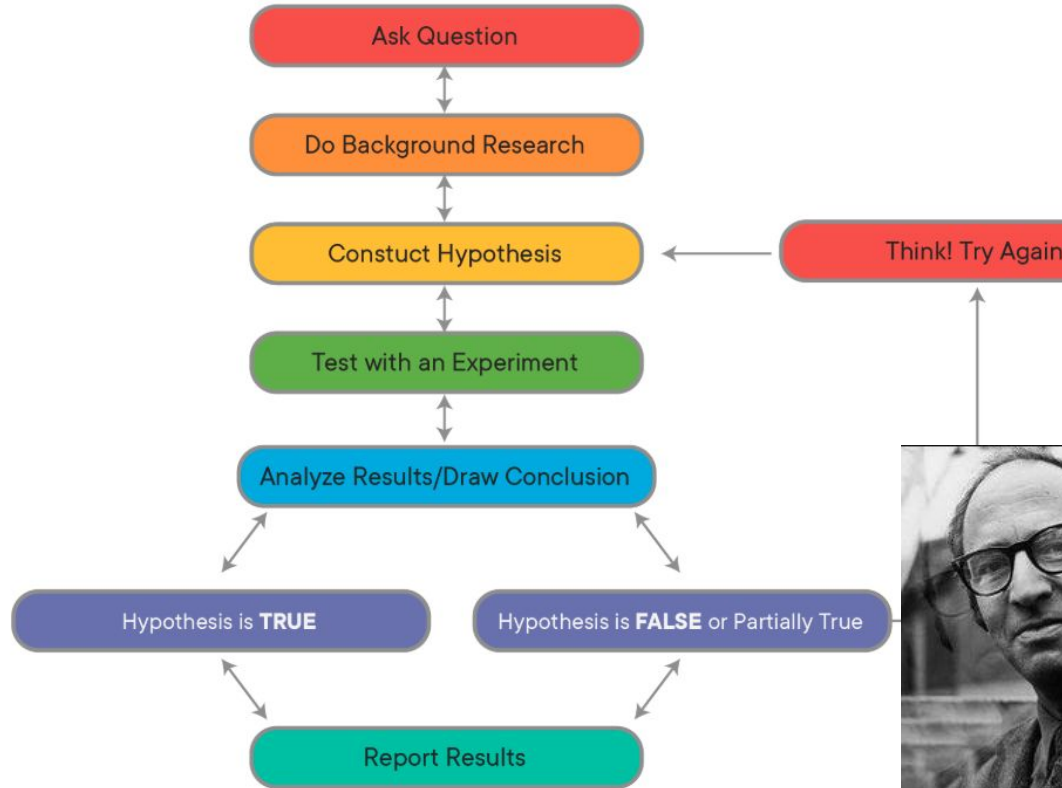 Ask Question
Do Background Research
Constuct Hypothesis
Think! Try Again
Test with an Experiment
Analyze Results/Draw Conclusion
Hypothesis is TRUE
Hypothesis is FALSE or Partially True
Report Results